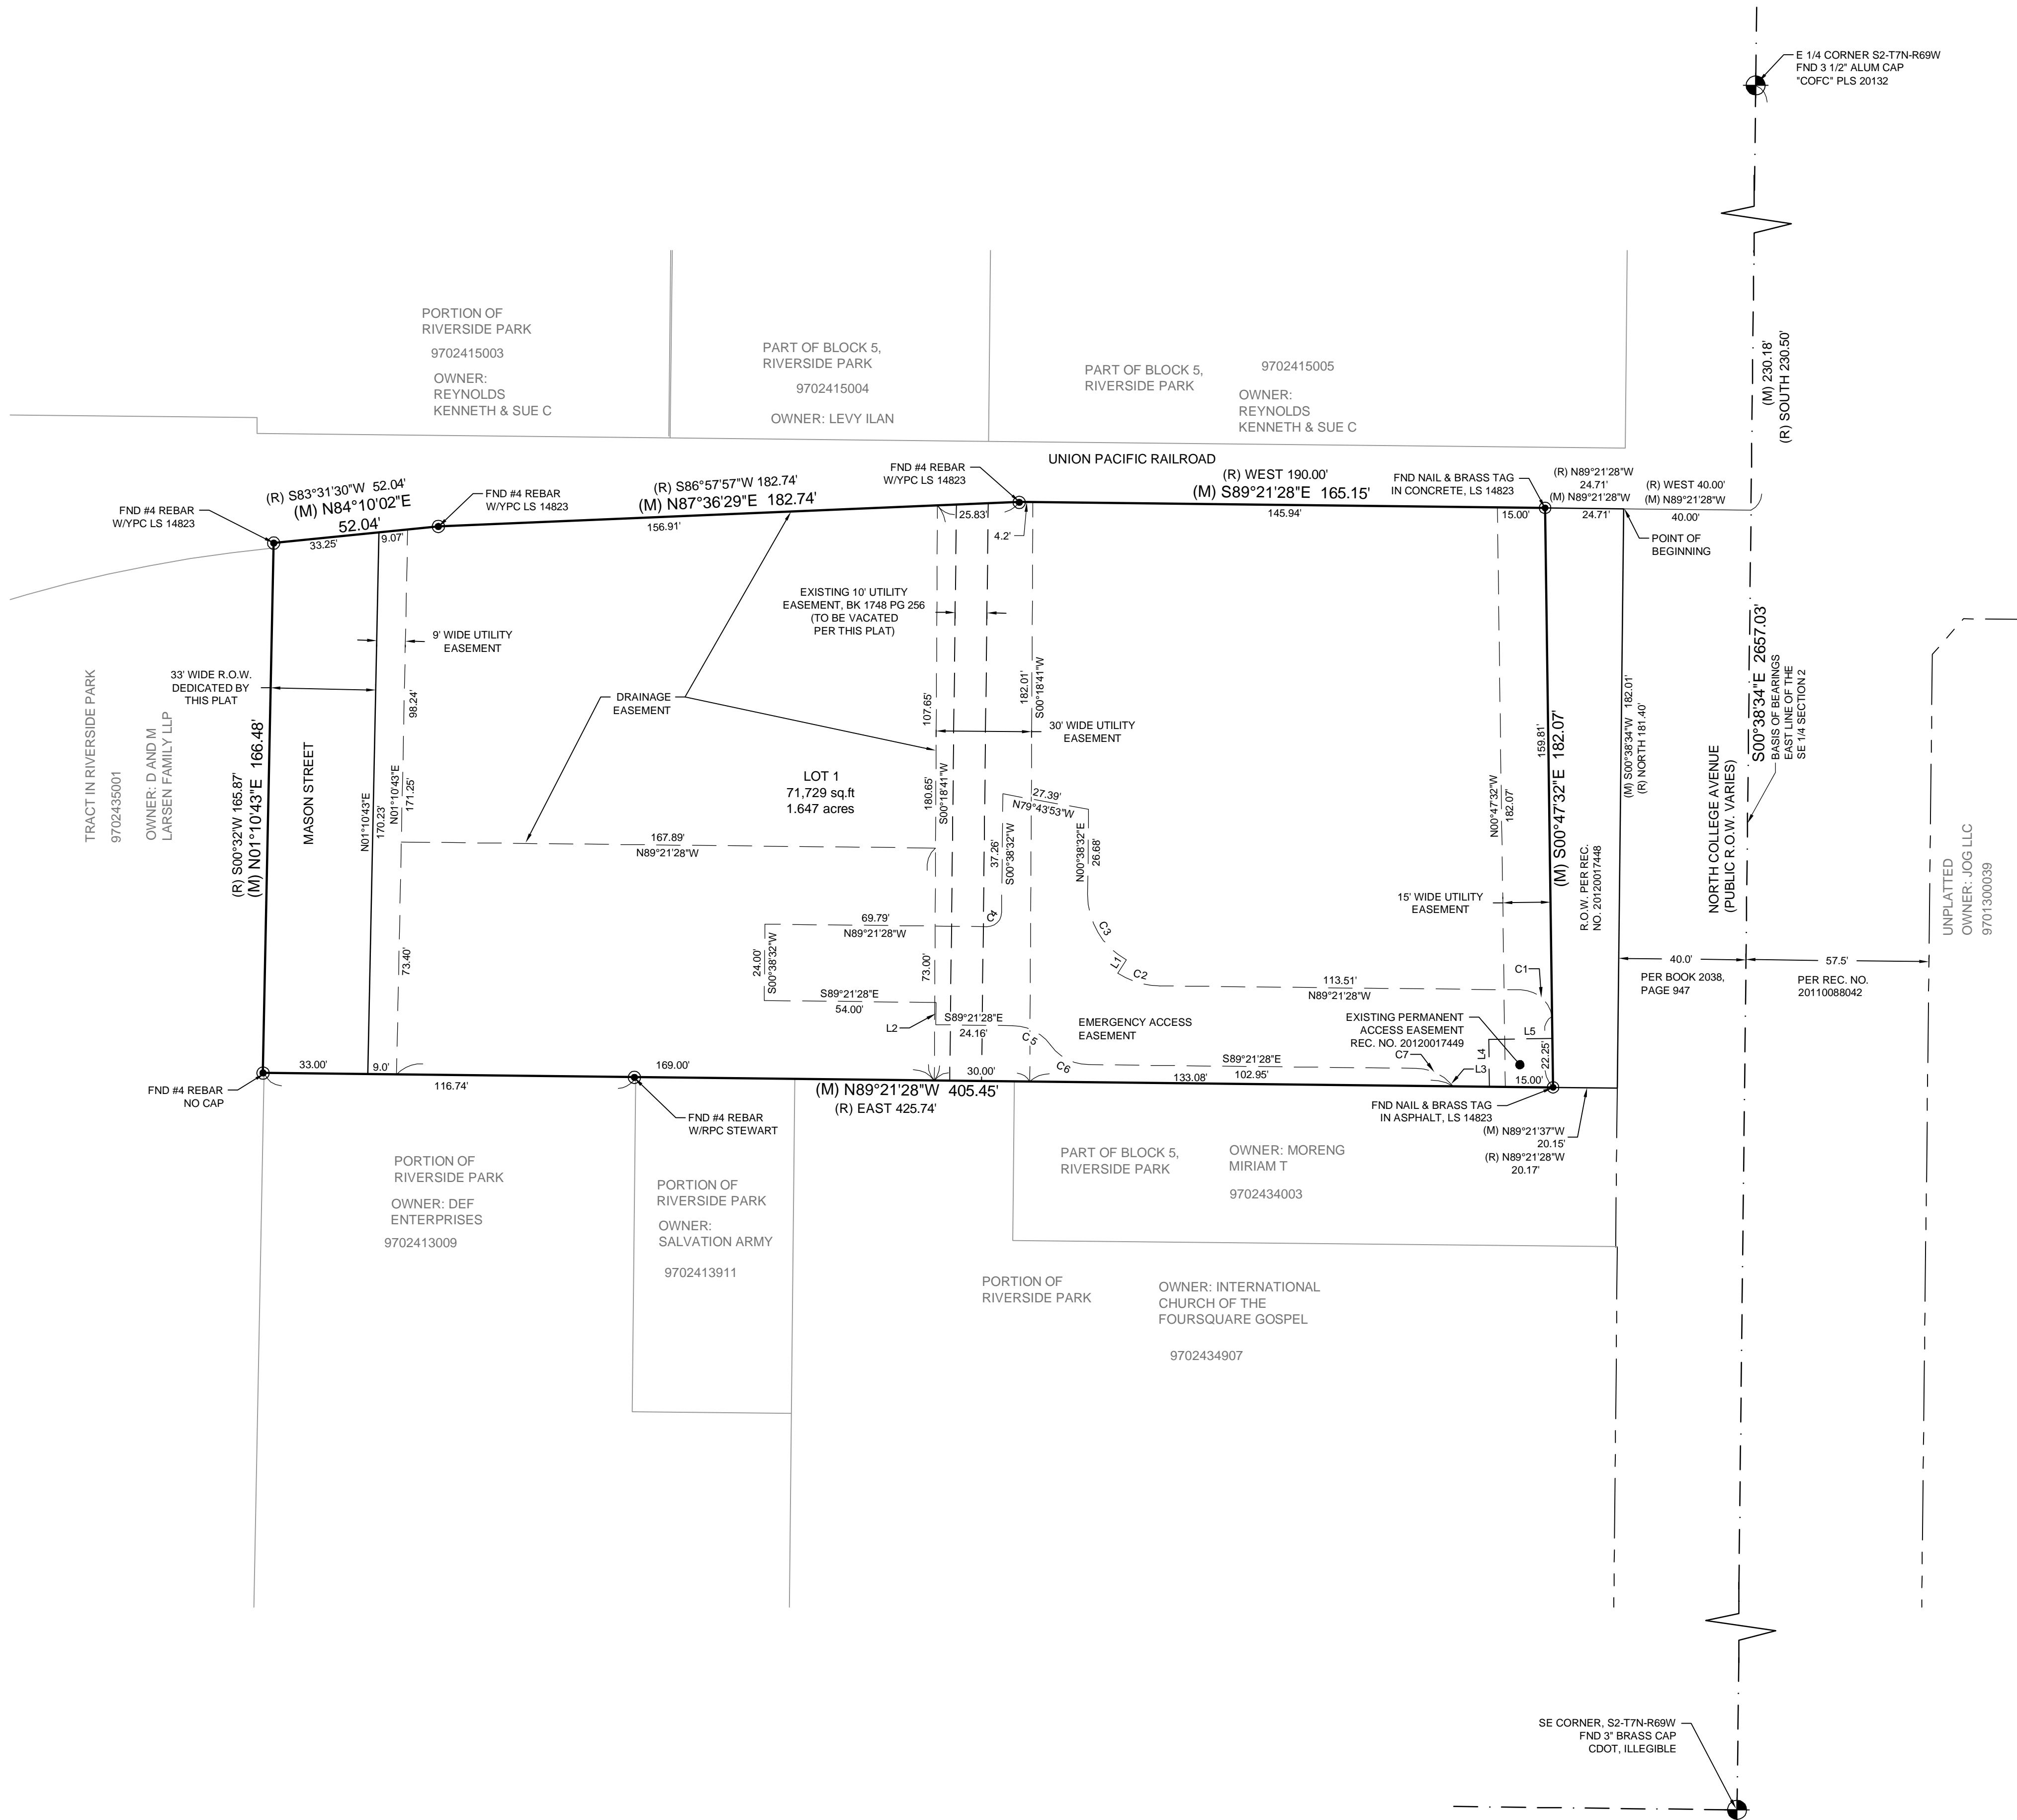 E 1/4 CORNER S2-T7N-R69W
FND 3 1/2" ALUM CAP
"COFC" PLS 20132
(M) 230.18'
(R) SOUTH 230.50'
PORTION OF
RIVERSIDE PARK
9702415003
OWNER:
REYNOLDS
KENNETH & SUE C
PART OF BLOCK 5,
RIVERSIDE PARK
9702415004
OWNER: LEVY ILAN
PART OF BLOCK 5,
RIVERSIDE PARK
9702415005
OWNER:
REYNOLDS
KENNETH & SUE C
UNION PACIFIC RAILROAD
FND #4 REBAR
W/YPC LS 14823
(R) S83°31'30"W 52.04'
(M) N84°10'02"E
52.04'
33.25'
9.07'
FND #4 REBAR
W/YPC LS 14823
(R) S86°57'57"W 182.74'
(M) N87°36'29"E 182.74'
156.91'
25.83'
4.2'
FND #4 REBAR
W/YPC LS 14823
(R) WEST 190.00'
(M) S89°21'28"E 165.15'
145.94'
15.00'
FND NAIL & BRASS TAG
IN CONCRETE, LS 14823
(R) N89°21'28"W
24.71'
(M) N89°21'28"W
24.71'
(R) WEST 40.00'
(M) N89°21'28"W
40.00'
POINT OF
BEGINNING
TRACT IN RIVERSIDE PARK
9702435001
OWNER: D AND M
LARSEN FAMILY LLP
33' WIDE R.O.W.
DEDICATED BY
THIS PLAT
(R) S00°32'W 165.87'
(M) N01°10'43"E 166.48'
MASON STREET
N01°10'43"E
170.23'
N01°10'43"E
171.25'
98.24'
73.40'
9' WIDE UTILITY
EASEMENT
DRAINAGE
EASEMENT
EXISTING 10' UTILITY
EASEMENT, BK 1748 PG 256
(TO BE VACATED
PER THIS PLAT)
LOT 1
71,729 sq.ft
1.647 acres
107.65'
180.65'
S00°18'41"W
73.00'
182.01'
S00°18'41"W
30' WIDE UTILITY
EASEMENT
167.89'
N89°21'28"W
27.39'
N79°43'53"W
37.26'
S00°38'32"W
N00°38'32"E
26.68'
C4
C3
L1
C2
69.79'
N89°21'28"W
24.00'
S00°38'32"W
S89°21'28"E
54.00'
L2
S89°21'28"E
24.16'
C5
C6
EMERGENCY ACCESS
EASEMENT
113.51'
N89°21'28"W
C1
S89°21'28"E
102.95'
EXISTING PERMANENT
ACCESS EASEMENT
REC. NO. 20120017449
C7
L3
L4
L5
22.25'
15.00'
N00°47'32"W
182.07'
15' WIDE UTILITY
EASEMENT
159.81'
(M) S00°47'32"E 182.07'
R.O.W. PER REC.
NO. 20120017448
(M) S00°38'34"W 182.01'
(R) NORTH 181.40'
NORTH COLLEGE AVENUE
(PUBLIC R.O.W. VARIES)
S00°38'34"E 2657.03'
BASIS OF BEARINGS
EAST LINE OF THE
SE 1/4 SECTION 2
40.0'
PER BOOK 2038,
PAGE 947
57.5'
PER REC. NO.
20110088042
UNPLATTED
OWNER: JOG LLC
9701300039
FND #4 REBAR
NO CAP
33.00'
9.0'
116.74'
169.00'
30.00'
133.08'
(M) N89°21'28"W 405.45'
(R) EAST 425.74'
FND #4 REBAR
W/RPC STEWART
FND NAIL & BRASS TAG
IN ASPHALT, LS 14823
(M) N89°21'37"W
20.15'
(R) N89°21'28"W
20.17'
PORTION OF
RIVERSIDE PARK
OWNER: DEF
ENTERPRISES
9702413009
PORTION OF
RIVERSIDE PARK
OWNER:
SALVATION ARMY
9702413911
PART OF BLOCK 5,
RIVERSIDE PARK
OWNER: MORENG
MIRIAM T
9702434003
PORTION OF
RIVERSIDE PARK
OWNER: INTERNATIONAL
CHURCH OF THE
FOURSQUARE GOSPEL
9702434907
SE CORNER, S2-T7N-R69W
FND 3" BRASS CAP
CDOT, ILLEGIBLE